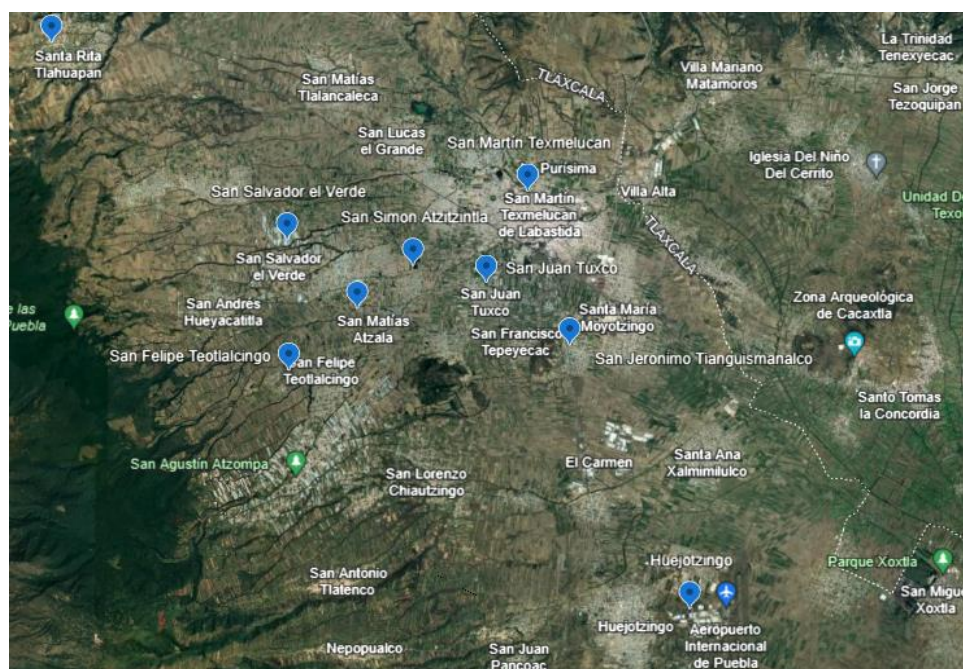 La Trinidad
Tenexyecac
Santa Rita
Tlahuapan
Villa Mariano
Matamoros
San Matías
Tlalancaleca
TLAXCALA
San Jorge
Tezoquipan
San Lucas
el Grande
San Martin Texmelucan
Purísima
Iglesia Del Niño
Del Cerrito
San Salvador el Verde
San Martín
Texmelucan
de Labastida
Villa Alta
Unidad De
Texo
San Simon Atzitzintla
TLAXCALA
San Salvador
el Verde
San Juan Tuxco
San Juan
Tuxco
San Andrés
Hueyacatitla
e las
Puebla
San Matías
Atzala
Santa María
Moyotzingo
Zona Arqueológica
de Cacaxtla
San Francisco
Tepeyecac
San Felipe Teotlalcingo
San Felipe
Teotlalcingo
San Jeronimo Tianguismanalco
Santo Tomas
la Concordia
San Agustín Atzompa
San Lorenzo
Chiautzingo
El Carmen
Santa Ana
Xalmimilulco
San Antonio
Tlatenco
Huejotzingo
Parque Xoxtla
San Migue
Xoxtla
Huejotzingo
Aeropuerto
Internacional
de Puebla
Nepopualco
San Juan
Pancoac